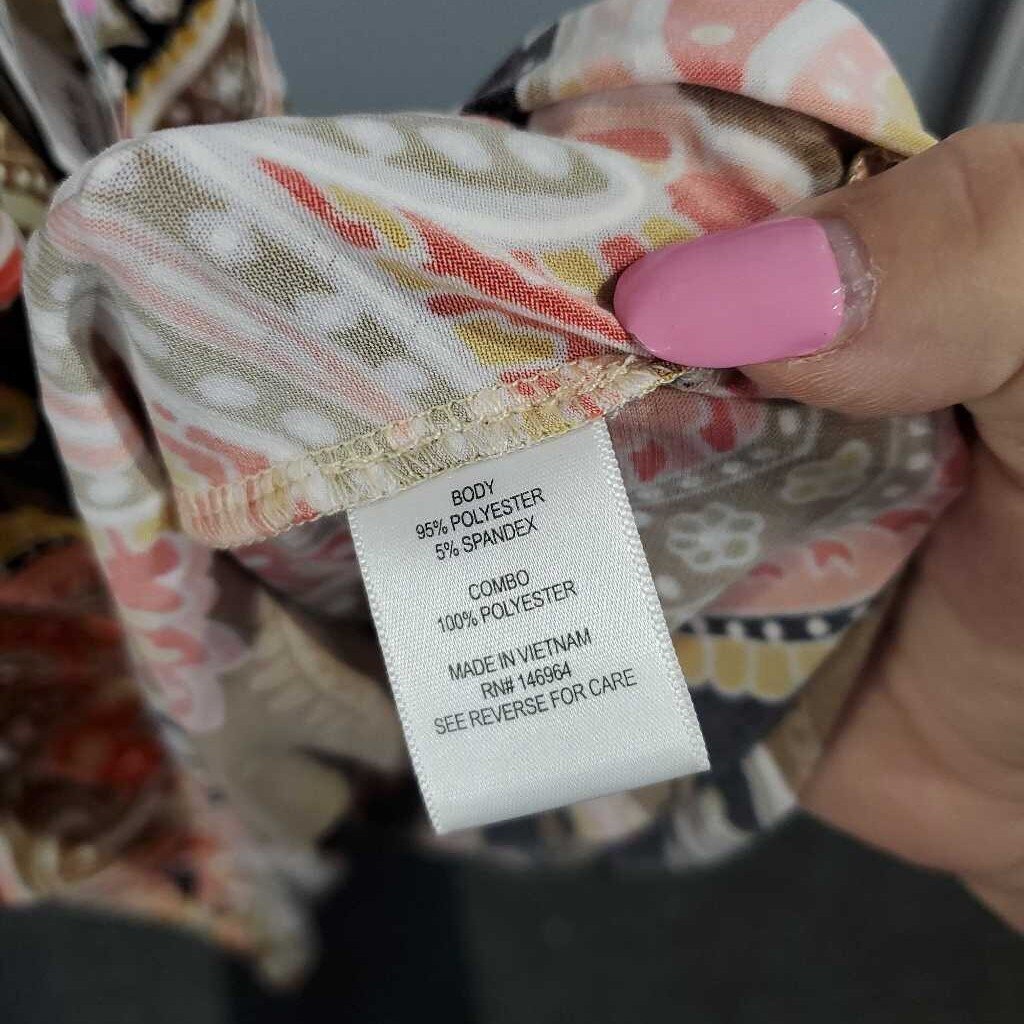 BODY
95% POLYESTER
5% SPANDEX
COMBO
100% POLYESTER
MADE IN VIETNAM
RN# 146964
SEE REVERSE FOR CARE